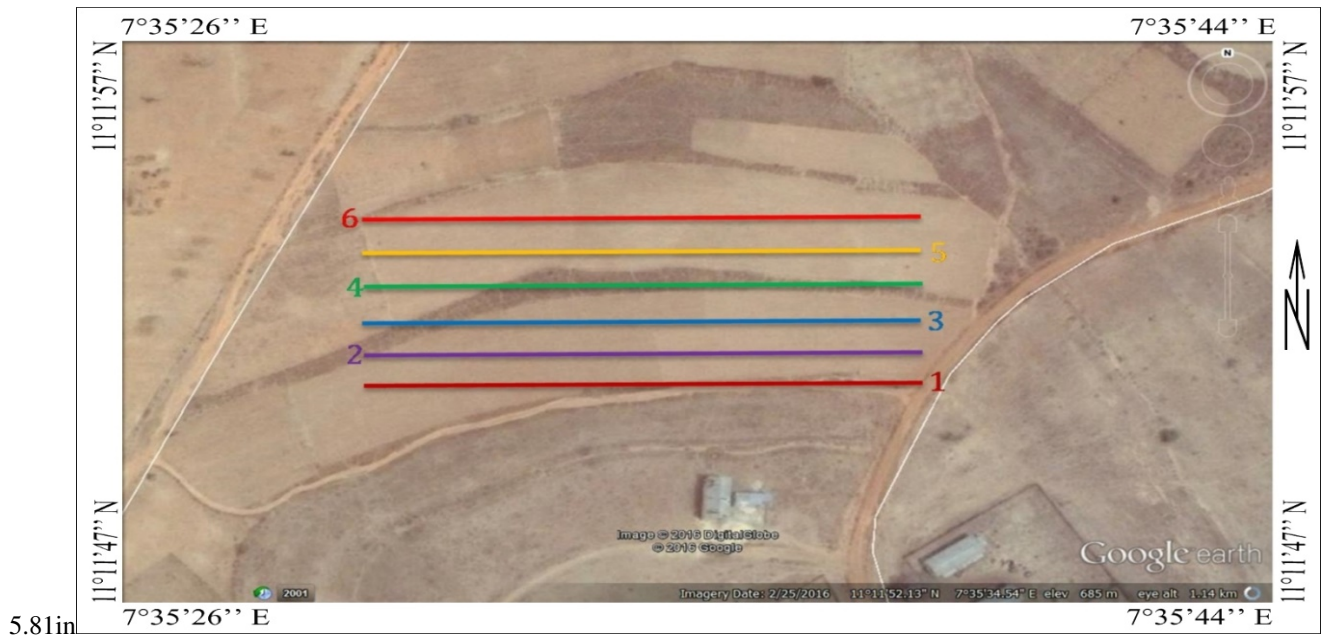 7°35'26'' E 7°35'44'' E
11°11'57'' N 11°11'57'' N
N
6
5
4
3
2
1
N
11°11'47'' N 11°11'47'' N
Image © 2016 DigitalGlobe
© 2016 Google
Google earth
2001 Imagery Date: 2/25/2016 11°11'52.13" N 7°35'34.54" E elev 685 m eye alt 1.14 km
7°35'26'' E 7°35'44'' E
5.81in